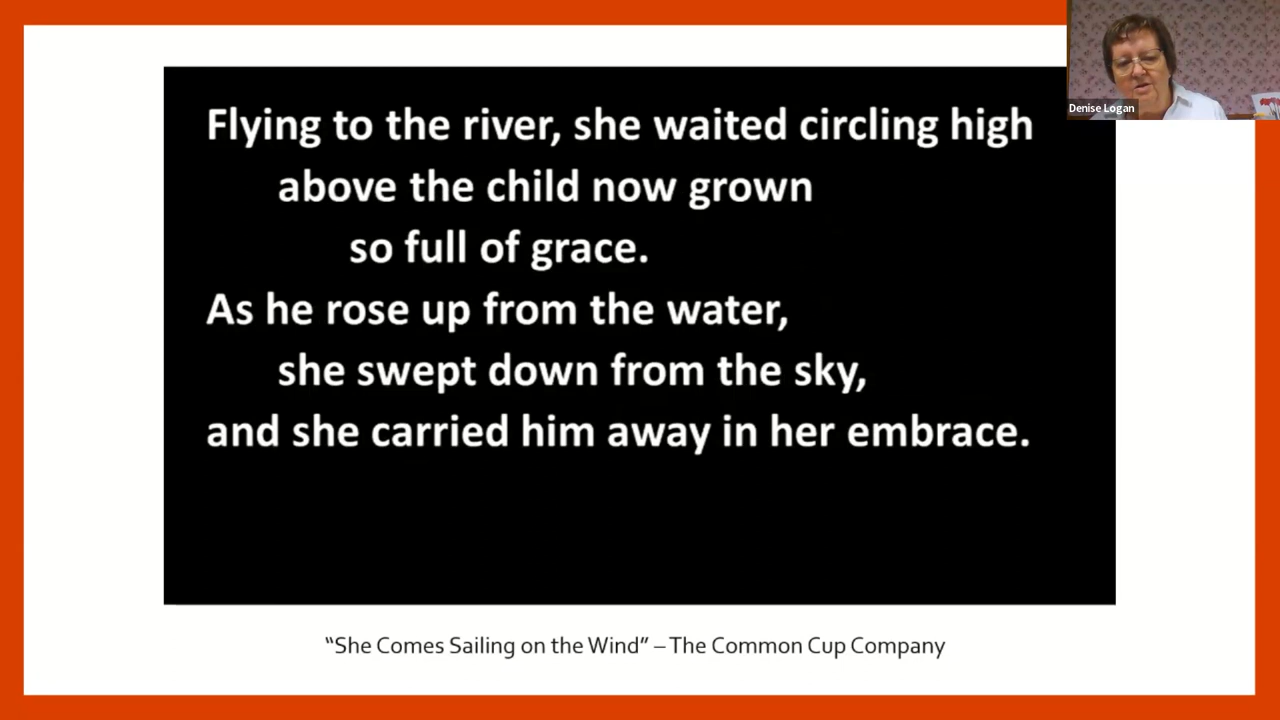 Flying to the river, she waited circling high
above the child now grown
so full of grace.
As he rose up from the water,
she swept down from the sky,
and she carried him away in her embrace.
“She Comes Sailing on the Wind” – The Common Cup Company
Denise Logan